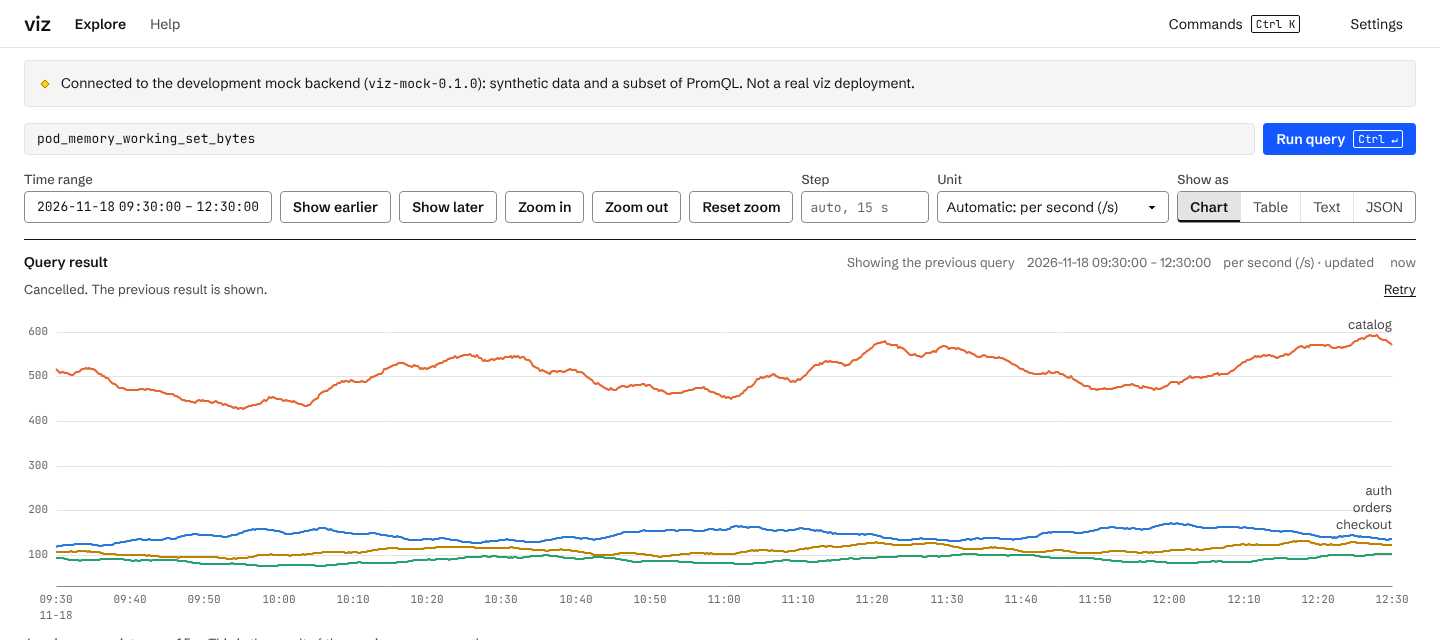 viz Explore Help Commands Ctrl K Settings
Connected to the development mock backend (viz-mock-0.1.0): synthetic data and a subset of PromQL. Not a real viz deployment.
pod_memory_working_set_bytes Run query Ctrl ↵
Time range Step Unit Show as
2026-11-18 09:30:00 – 12:30:00 Show earlier Show later Zoom in Zoom out Reset zoom auto, 15 s Automatic: per second (/s) Chart Table Text JSON
Query result Showing the previous query 2026-11-18 09:30:00 – 12:30:00 per second (/s) · updated now
Cancelled. The previous result is shown. Retry
600
catalog
500
400
300
200
100
auth
orders
checkout
09:30 09:40 09:50 10:00 10:10 10:20 10:30 10:40 10:50 11:00 11:10 11:20 11:30 11:40 11:50 12:00 12:10 12:20 12:30
11-18